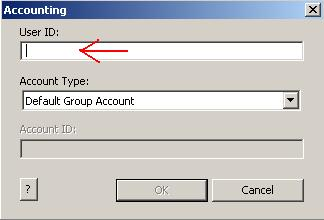 Accounting
User ID:
Account Type:
Default Group Account
Account ID:
?
OK
Cancel